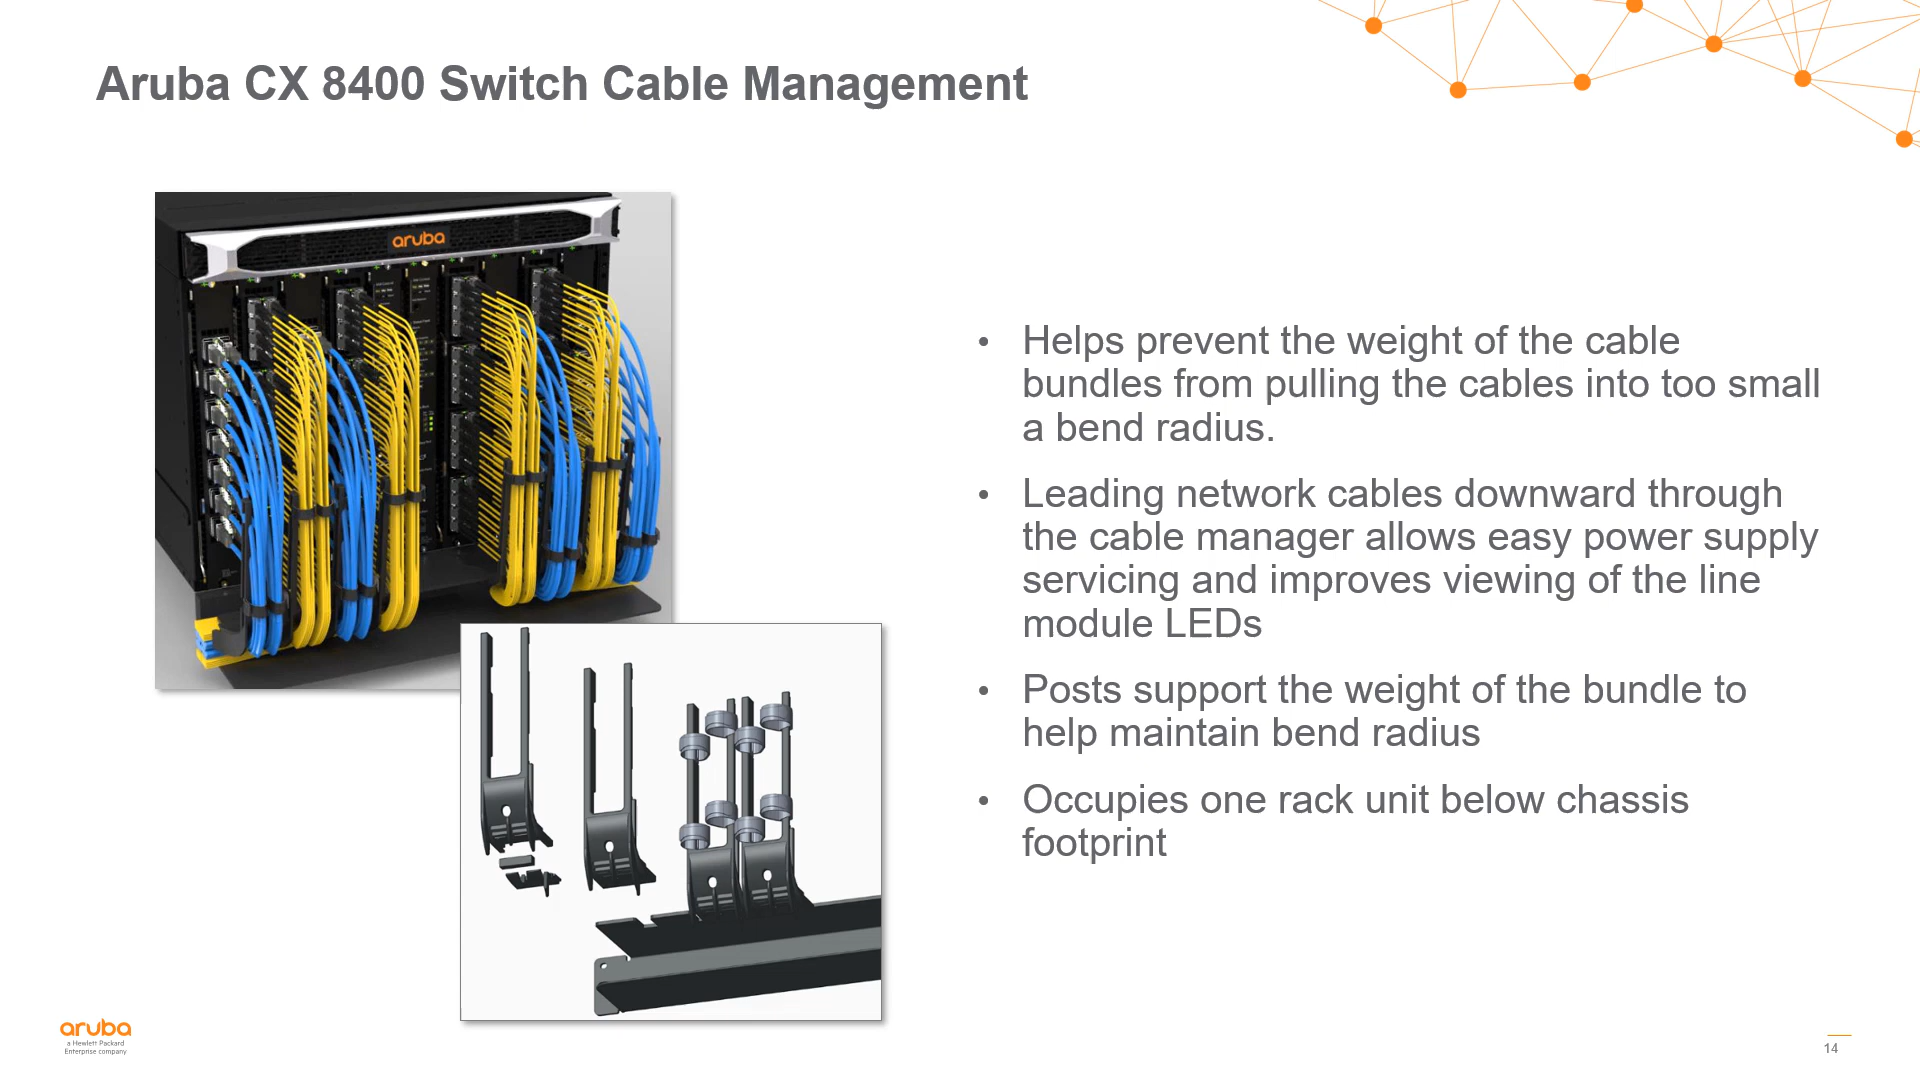 Aruba CX 8400 Switch Cable Management
aruba
• Helps prevent the weight of the cable
bundles from pulling the cables into too small
a bend radius.
• Leading network cables downward through
the cable manager allows easy power supply
servicing and improves viewing of the line
module LEDs
• Posts support the weight of the bundle to
help maintain bend radius
• Occupies one rack unit below chassis
footprint
aruba
a Hewlett Packard
Enterprise company
14